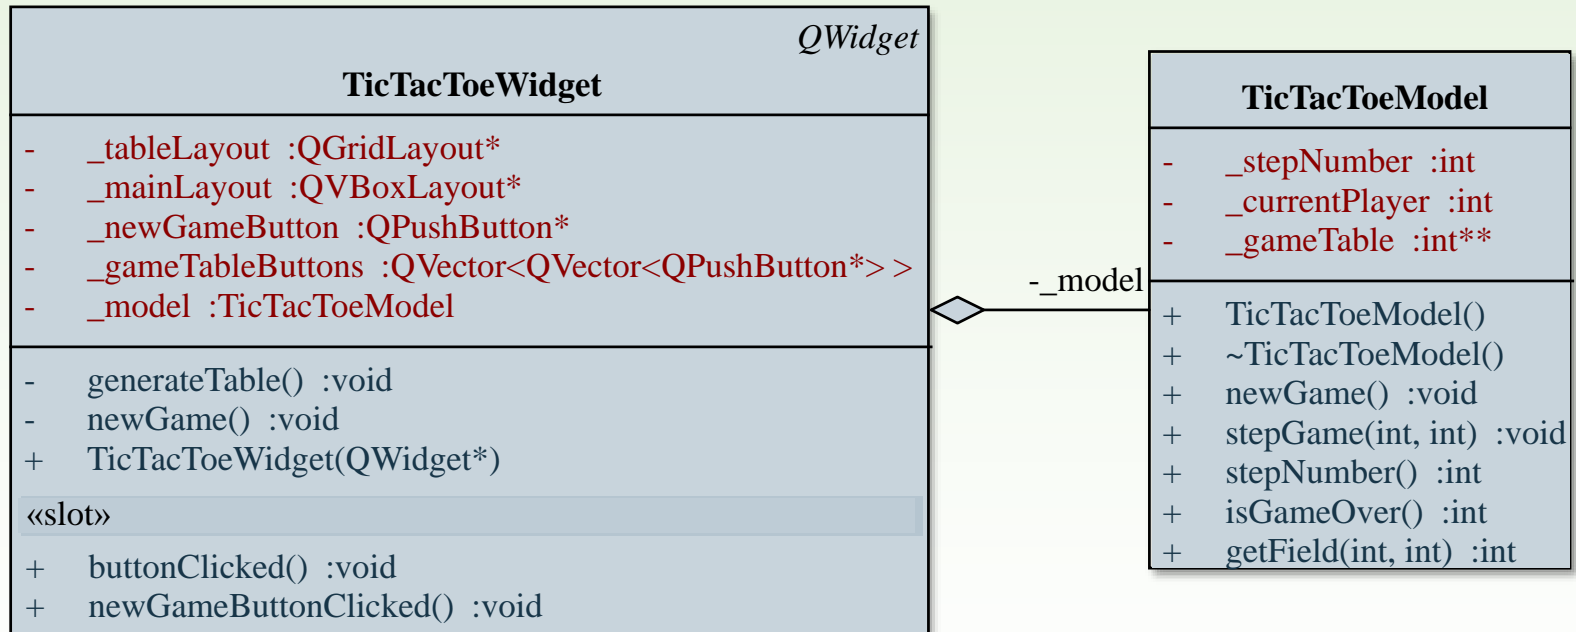 QWidget
TicTacToeWidget
- _tableLayout :QGridLayout*
- _mainLayout :QVBoxLayout*
- _newGameButton :QPushButton*
- _gameTableButtons :QVector<QVector<QPushButton*> >
- _model :TicTacToeModel
- generateTable() :void
- newGame() :void
+ TicTacToeWidget(QWidget*)
«slot»
+ buttonClicked() :void
+ newGameButtonClicked() :void
-_model
TicTacToeModel
- _stepNumber :int
- _currentPlayer :int
- _gameTable :int**
+ TicTacToeModel()
+ ~TicTacToeModel()
+ newGame() :void
+ stepGame(int, int) :void
+ stepNumber() :int
+ isGameOver() :int
+ getField(int, int) :int